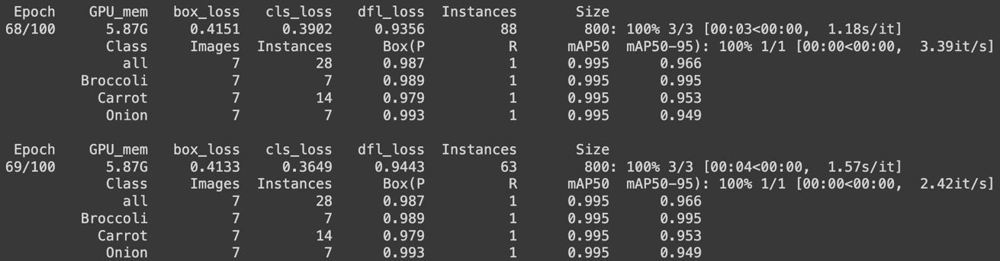 Epoch GPU_mem box_loss cls_loss dfl_loss Instances Size
68/100 5.87G 0.4151 0.3902 0.9356 88 800: 100% 3/3 [00:03<00:00, 1.18s/it]
Class Images Instances Box(P R mAP50 mAP50-95): 100% 1/1 [00:00<00:00, 3.39it/s]
all 7 28 0.987 1 0.995 0.966
Broccoli 7 7 0.989 1 0.995 0.995
Carrot 7 14 0.979 1 0.995 0.953
Onion 7 7 0.993 1 0.995 0.949
Epoch GPU_mem box_loss cls_loss dfl_loss Instances Size
69/100 5.87G 0.4133 0.3649 0.9443 63 800: 100% 3/3 [00:04<00:00, 1.57s/it]
Class Images Instances Box(P R mAP50 mAP50-95): 100% 1/1 [00:00<00:00, 2.42it/s]
all 7 28 0.987 1 0.995 0.966
Broccoli 7 7 0.989 1 0.995 0.995
Carrot 7 14 0.979 1 0.995 0.953
Onion 7 7 0.993 1 0.995 0.949